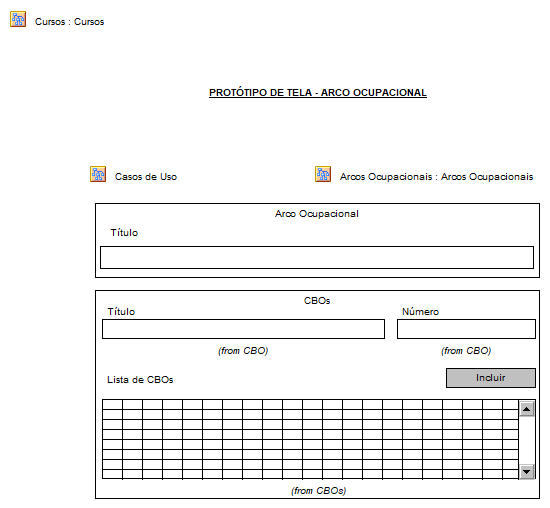 Cursos : Cursos
PROTÓTIPO DE TELA - ARCO OCUPACIONAL
Casos de Uso
Arcos Ocupacionais : Arcos Ocupacionais
Arco Ocupacional
Título
CBOs
Título
Número
(from CBO)
(from CBO)
Lista de CBOs
Incluir
(from CBOs)